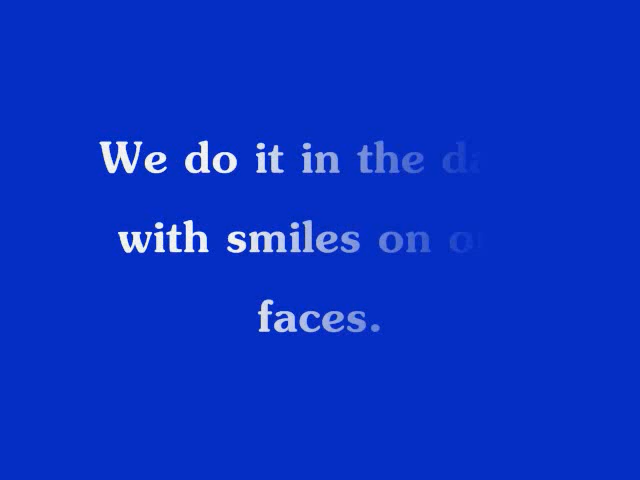 We do it in the
with smiles on
faces.